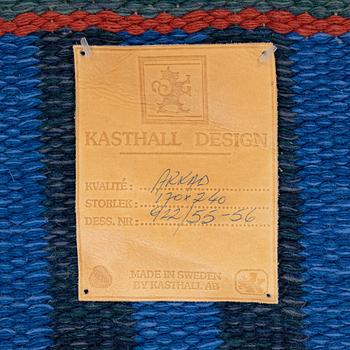 KASTHALL DESIGN
KVALITÉ: ARKAD
STORLEK: 170x240
DESS. NR: 922/55-56
MADE IN SWEDEN
BY KASTHALL AB